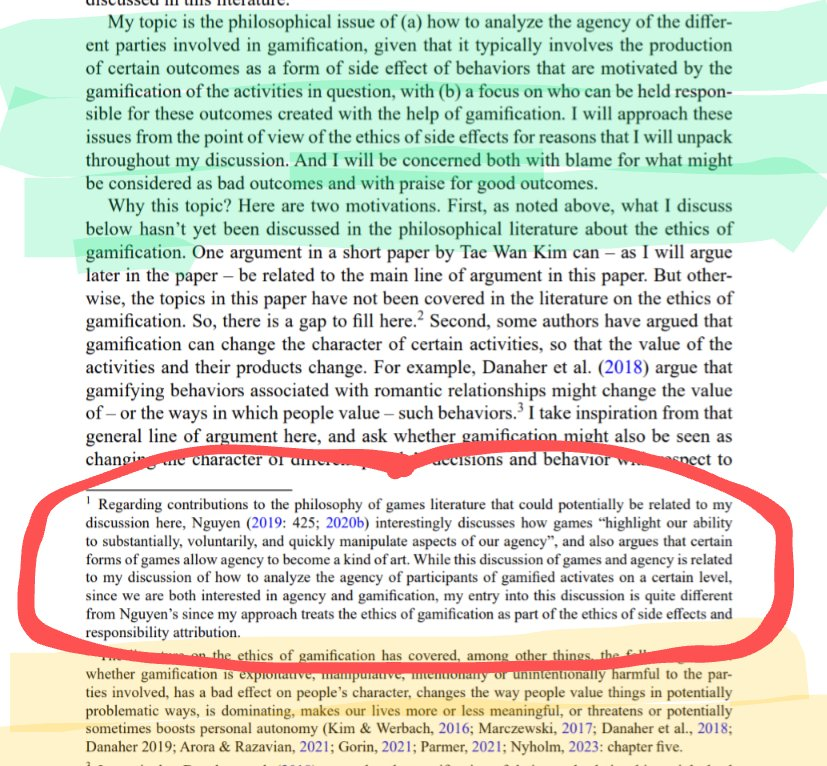 discussed in this literature.
My topic is the philosophical issue of (a) how to analyze the agency of the differ-
ent parties involved in gamification, given that it typically involves the production
of certain outcomes as a form of side effect of behaviors that are motivated by the
gamification of the activities in question, with (b) a focus on who can be held respon-
sible for these outcomes created with the help of gamification. I will approach these
issues from the point of view of the ethics of side effects for reasons that I will unpack
throughout my discussion. And I will be concerned both with blame for what might
be considered as bad outcomes and with praise for good outcomes.
Why this topic? Here are two motivations. First, as noted above, what I discuss
below hasn’t yet been discussed in the philosophical literature about the ethics of
gamification. One argument in a short paper by Tae Wan Kim can – as I will argue
later in the paper – be related to the main line of argument in this paper. But other-
wise, the topics in this paper have not been covered in the literature on the ethics of
gamification. So, there is a gap to fill here.² Second, some authors have argued that
gamification can change the character of certain activities, so that the value of the
activities and their products change. For example, Danaher et al. (2018) argue that
gamifying behaviors associated with romantic relationships might change the value
of – or the ways in which people value – such behaviors.³ I take inspiration from that
general line of argument here, and ask whether gamification might also be seen as
changing the character of decisions and behavior respect to
¹ Regarding contributions to the philosophy of games literature that could potentially be related to my
discussion here, Nguyen (2019: 425; 2020b) interestingly discusses how games “highlight our ability
to substantially, voluntarily, and quickly manipulate aspects of our agency”, and also argues that certain
forms of games allow agency to become a kind of art. While this discussion of games and agency is related
to my discussion of how to analyze the agency of participants of gamified activates on a certain level,
since we are both interested in agency and gamification, my entry into this discussion is quite different
from Nguyen’s since my approach treats the ethics of gamification as part of the ethics of side effects and
responsibility attribution.
on the ethics of gamification has covered, among other things, the
whether gamification is exploitative, manipulative, intentionally or unintentionally harmful to the par-
ties involved, has a bad effect on people’s character, changes the way people value things in potentially
problematic ways, is dominating, makes our lives more or less meaningful, or threatens or potentially
sometimes boosts personal autonomy (Kim & Werbach, 2016; Marczewski, 2017; Danaher et al., 2018;
Danaher 2019; Arora & Razavian, 2021; Gorin, 2021; Parmer, 2021; Nyholm, 2023: chapter five.